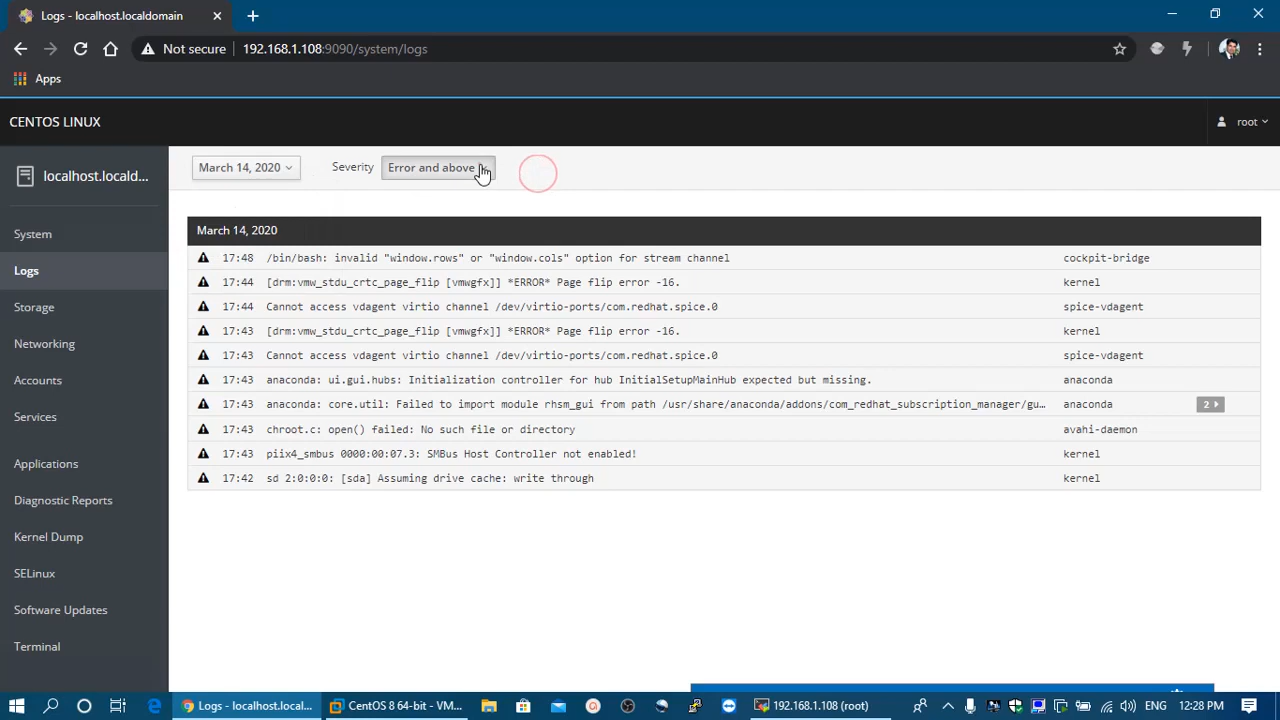 Logs - localhost.localdomain
Not secure 192.168.1.108:9090/system/logs
Apps
CENTOS LINUX
root
localhost.locald...
March 14, 2020 Severity Error and above
System
Logs
Storage
Networking
Accounts
Services
Applications
Diagnostic Reports
Kernel Dump
SELinux
Software Updates
Terminal
March 14, 2020
17:48 /bin/bash: invalid "window.rows" or "window.cols" option for stream channel cockpit-bridge
17:44 [drm:vmw_stdu_crtc_page_flip [vmwgfx]] *ERROR* Page flip error -16. kernel
17:44 Cannot access vdagent virtio channel /dev/virtio-ports/com.redhat.spice.0 spice-vdagent
17:43 [drm:vmw_stdu_crtc_page_flip [vmwgfx]] *ERROR* Page flip error -16. kernel
17:43 Cannot access vdagent virtio channel /dev/virtio-ports/com.redhat.spice.0 spice-vdagent
17:43 anaconda: ui.gui.hubs: Initialization controller for hub InitialSetupMainHub expected but missing. anaconda
17:43 anaconda: core.util: Failed to import module rhsm_gui from path /usr/share/anaconda/addons/com_redhat_subscription_manager/gu... anaconda 2
17:43 chroot.c: open() failed: No such file or directory avahi-daemon
17:43 piix4_smbus 0000:00:07.3: SMBus Host Controller not enabled! kernel
17:42 sd 2:0:0:0: [sda] Assuming drive cache: write through kernel
Logs - localhost.local... CentOS 8 64-bit - VM... 192.168.1.108 (root) 12:28 PM